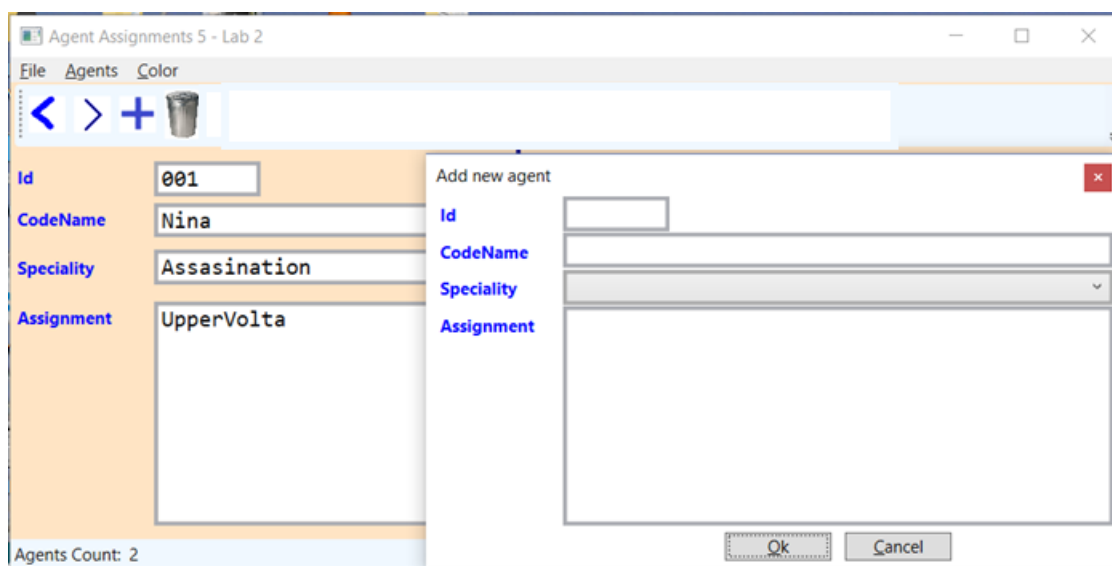 Agent Assignments 5 - Lab 2
File Agents Color
Id 001
CodeName Nina
Speciality Assasination
Assignment UpperVolta
Agents Count: 2
Add new agent
Id
CodeName
Speciality
Assignment
Ok Cancel